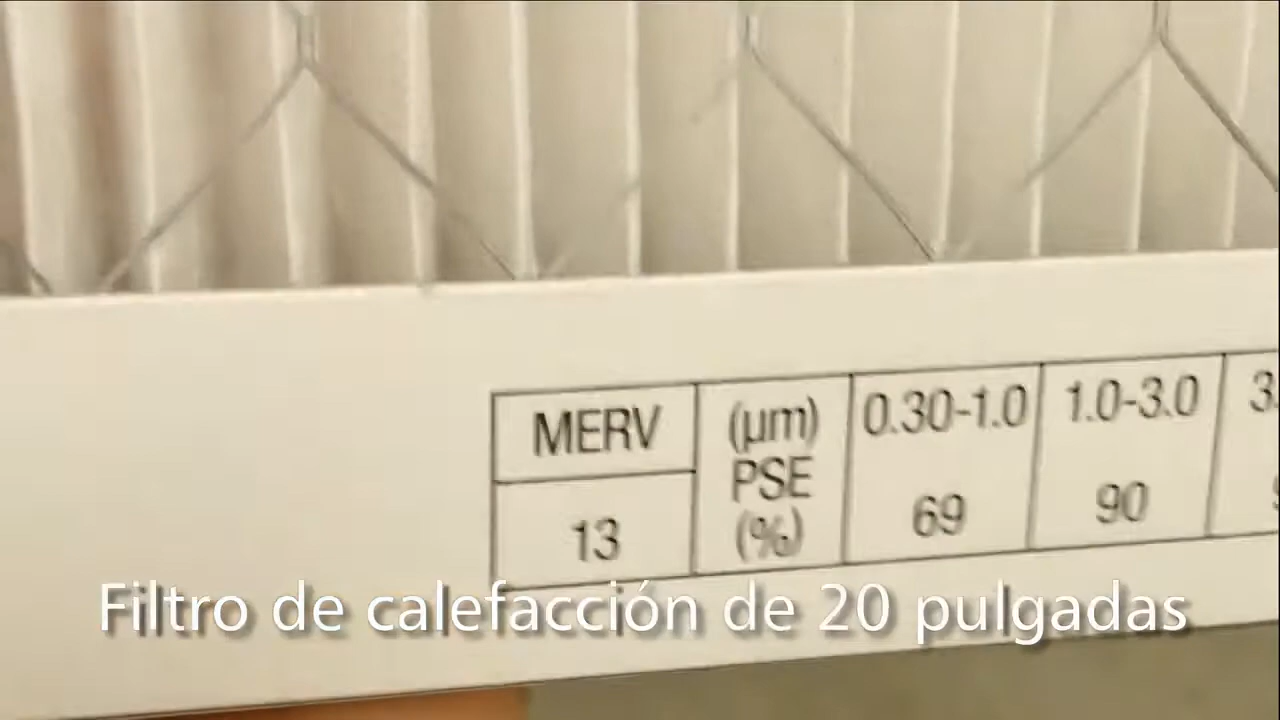 MERV
13
(µm)
PSE
(%)
0.30-1.0
69
1.0-3.0
90
Filtro de calefacción de 20 pulgadas